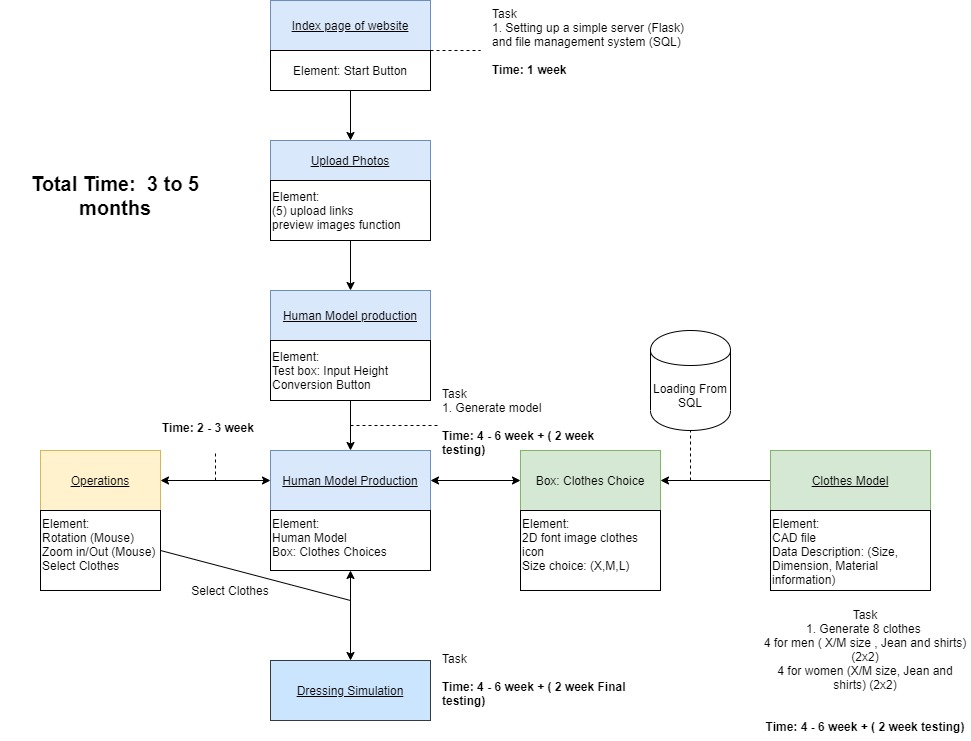 Index page of website
Element: Start Button
Task
1. Setting up a simple server (Flask)
and file management system (SQL)
Time: 1 week
Total Time:  3 to 5
months
Upload Photos
Element:
(5) upload links
preview images function
Human Model production
Element:
Test box: Input Height
Conversion Button
Task
1. Generate model
Time: 4 - 6 week + ( 2 week
testing)
Loading From
SQL
Time: 2 - 3 week
Operations
Element:
Rotation (Mouse)
Zoom in/Out (Mouse)
Select Clothes
Human Model Production
Element:
Human Model
Box: Clothes Choices
Box: Clothes Choice
Element:
2D font image clothes
icon
Size choice: (X,M,L)
Clothes Model
Element:
CAD file
Data Description: (Size,
Dimension, Material
information)
Select Clothes
Task
1. Generate 8 clothes
4 for men ( X/M size , Jean and shirts)
(2x2)
4 for women (X/M size, Jean and
shirts) (2x2)
Time: 4 - 6 week + ( 2 week testing)
Dressing Simulation
Task
Time: 4 - 6 week + ( 2 week Final
testing)